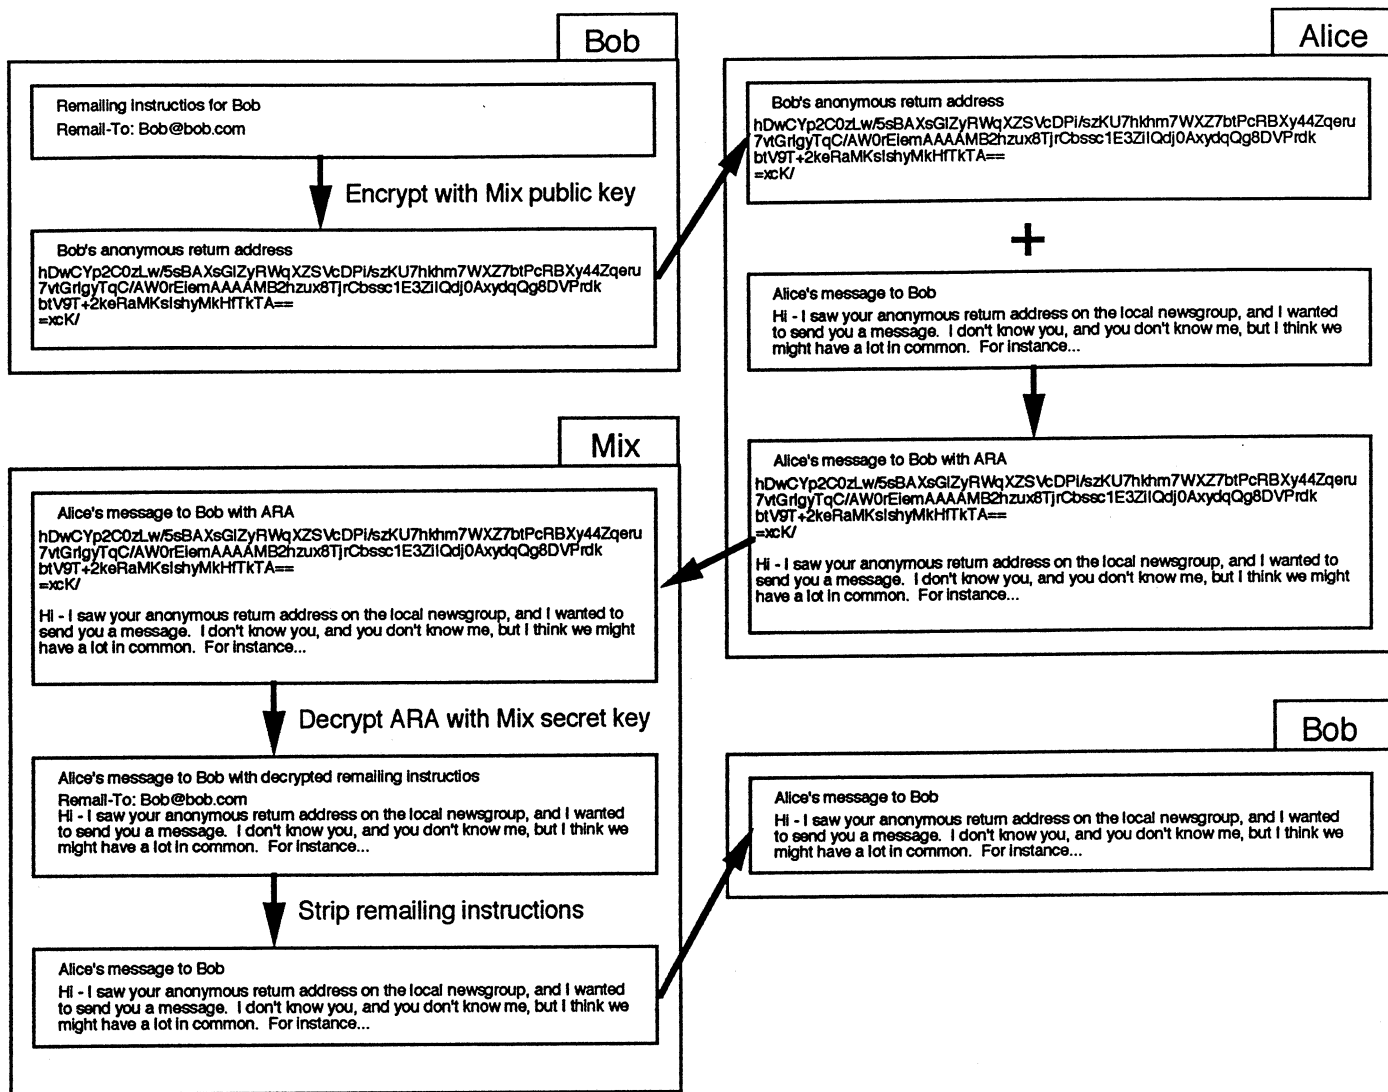 Bob
Remailing instructios for Bob
Remail-To: Bob@bob.com
Encrypt with Mix public key
Bob's anonymous return address
hDwCYp2C0zLw/5sBAXsGlZyRWqXZSVcDPi/szKU7hkhm7WXZ7btPcRBXy44Zqeru
7vtGrlgyTqC/AW0rEiemAAAAMB2hzux8TjrCbssc1E3ZiIQdj0AxydqQg8DVPrdk
btV9T+2keRaMKsIshyMkHfTkTA==
=xcK/
Alice
Bob's anonymous return address
hDwCYp2C0zLw/5sBAXsGlZyRWqXZSVcDPi/szKU7hkhm7WXZ7btPcRBXy44Zqeru
7vtGrlgyTqC/AW0rEiemAAAAMB2hzux8TjrCbssc1E3ZiIQdj0AxydqQg8DVPrdk
btV9T+2keRaMKsIshyMkHfTkTA==
=xcK/
+
Alice's message to Bob
Hi - I saw your anonymous return address on the local newsgroup, and I wanted
to send you a message.  I don't know you, and you don't know me, but I think we
might have a lot in common.  For instance...
Alice's message to Bob with ARA
hDwCYp2C0zLw/5sBAXsGlZyRWqXZSVcDPi/szKU7hkhm7WXZ7btPcRBXy44Zqeru
7vtGrlgyTqC/AW0rEiemAAAAMB2hzux8TjrCbssc1E3ZiIQdj0AxydqQg8DVPrdk
btV9T+2keRaMKsIshyMkHfTkTA==
=xcK/
Hi - I saw your anonymous return address on the local newsgroup, and I wanted to
send you a message.  I don't know you, and you don't know me, but I think we might
have a lot in common.  For instance...
Mix
Alice's message to Bob with ARA
hDwCYp2C0zLw/5sBAXsGlZyRWqXZSVcDPi/szKU7hkhm7WXZ7btPcRBXy44Zqeru
7vtGrlgyTqC/AW0rEiemAAAAMB2hzux8TjrCbssc1E3ZiIQdj0AxydqQg8DVPrdk
btV9T+2keRaMKsIshyMkHfTkTA==
=xcK/
Hi - I saw your anonymous return address on the local newsgroup, and I wanted to
send you a message.  I don't know you, and you don't know me, but I think we might
have a lot in common.  For instance...
Decrypt ARA with Mix secret key
Alice's message to Bob with decrypted remailing instructios
Remail-To: Bob@bob.com
Hi - I saw your anonymous return address on the local newsgroup, and I wanted
to send you a message.  I don't know you, and you don't know me, but I think we
might have a lot in common.  For instance...
Strip remailing instructions
Alice's message to Bob
Hi - I saw your anonymous return address on the local newsgroup, and I wanted
to send you a message.  I don't know you, and you don't know me, but I think we
might have a lot in common.  For instance...
Bob
Alice's message to Bob
Hi - I saw your anonymous return address on the local newsgroup, and I wanted
to send you a message.  I don't know you, and you don't know me, but I think we
might have a lot in common.  For instance...